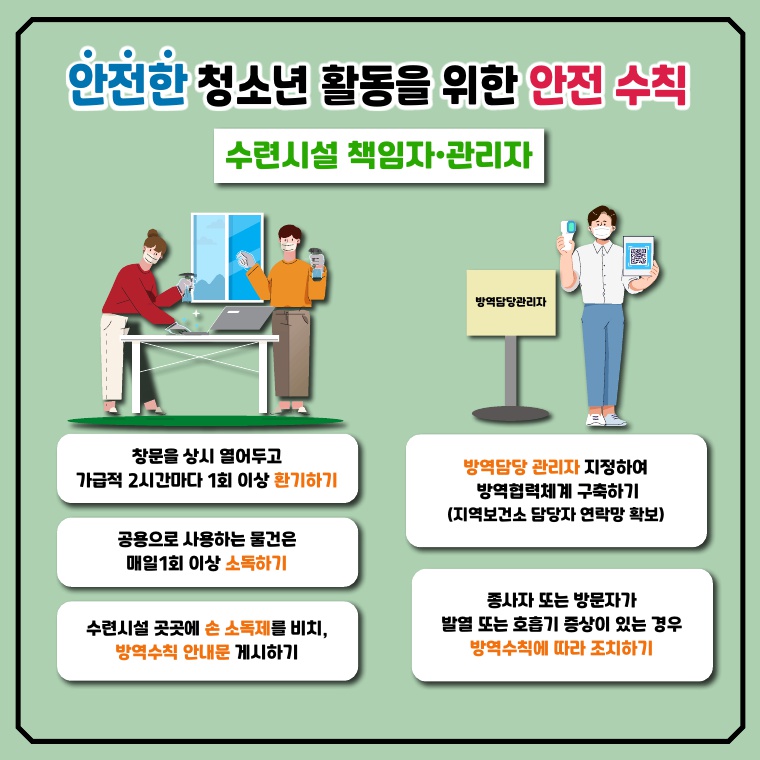 안전한 청소년 활동을 위한 안전 수칙
수련시설 책임자·관리자
방역담당관리자
창문을 상시 열어두고
가급적 2시간마다 1회 이상 환기하기
공용으로 사용하는 물건은
매일1회 이상 소독하기
수련시설 곳곳에 손 소독제를 비치,
방역수칙 안내문 게시하기
방역담당 관리자 지정하여
방역협력체계 구축하기
(지역보건소 담당자 연락망 확보)
종사자 또는 방문자가
발열 또는 호흡기 증상이 있는 경우
방역수칙에 따라 조치하기